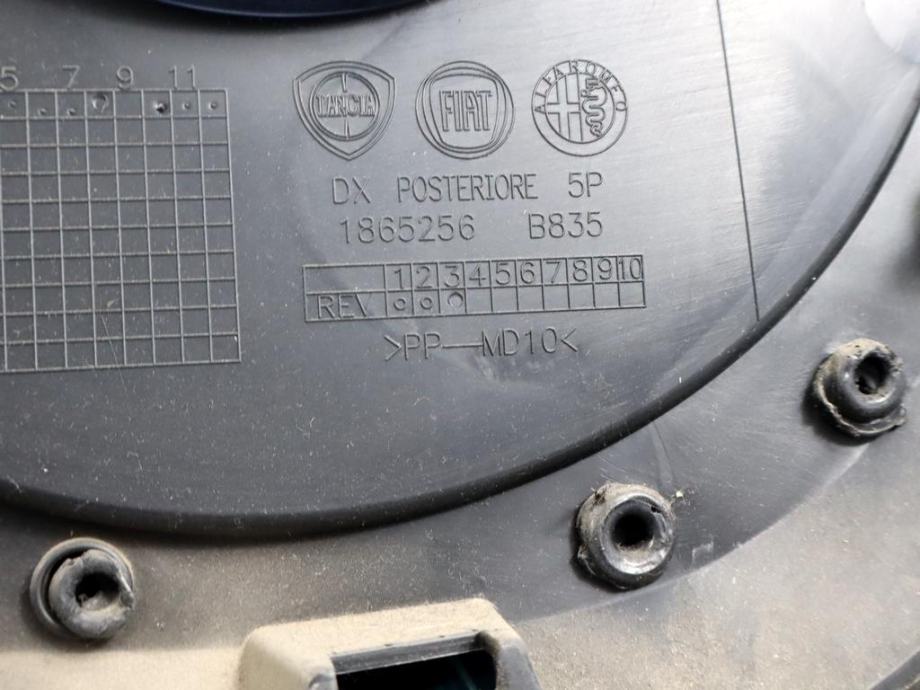 5 7 9 11
LANCIA FIAT ALFA ROMEO
DX POSTERIORE 5P
1865256 B835
1 2 3 4 5 6 7 8 9 10
REV
>PP—MD10<